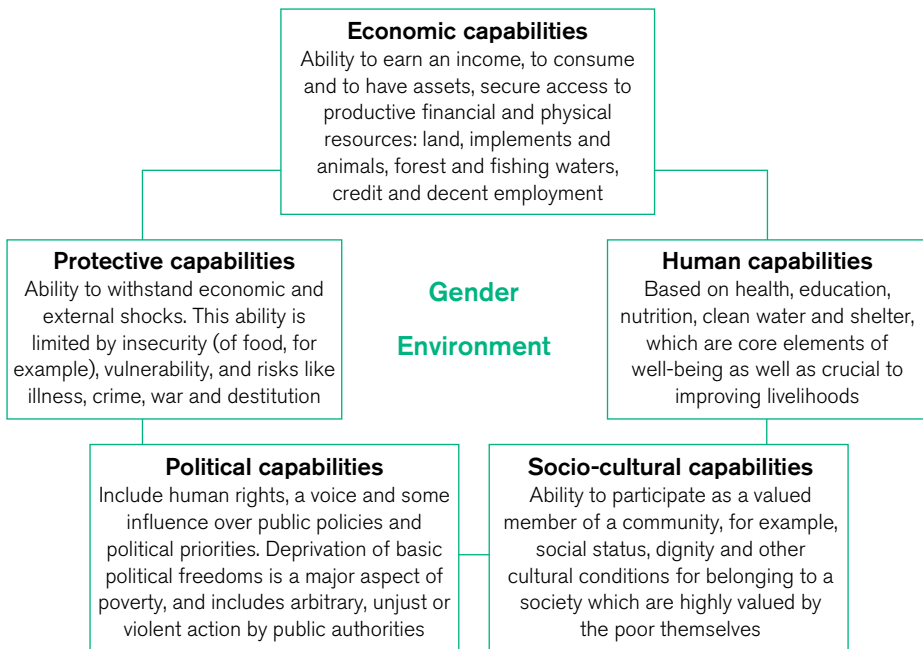 Economic capabilities
Ability to earn an income, to consume
and to have assets, secure access to
productive financial and physical
resources: land, implements and
animals, forest and fishing waters,
credit and decent employment
Protective capabilities
Ability to withstand economic and
external shocks. This ability is
limited by insecurity (of food, for
example), vulnerability, and risks like
illness, crime, war and destitution
Gender
Environment
Human capabilities
Based on health, education,
nutrition, clean water and shelter,
which are core elements of
well-being as well as crucial to
improving livelihoods
Political capabilities
Include human rights, a voice and some
influence over public policies and
political priorities. Deprivation of basic
political freedoms is a major aspect of
poverty, and includes arbitrary, unjust or
violent action by public authorities
Socio-cultural capabilities
Ability to participate as a valued
member of a community, for example,
social status, dignity and other
cultural conditions for belonging to a
society which are highly valued by
the poor themselves